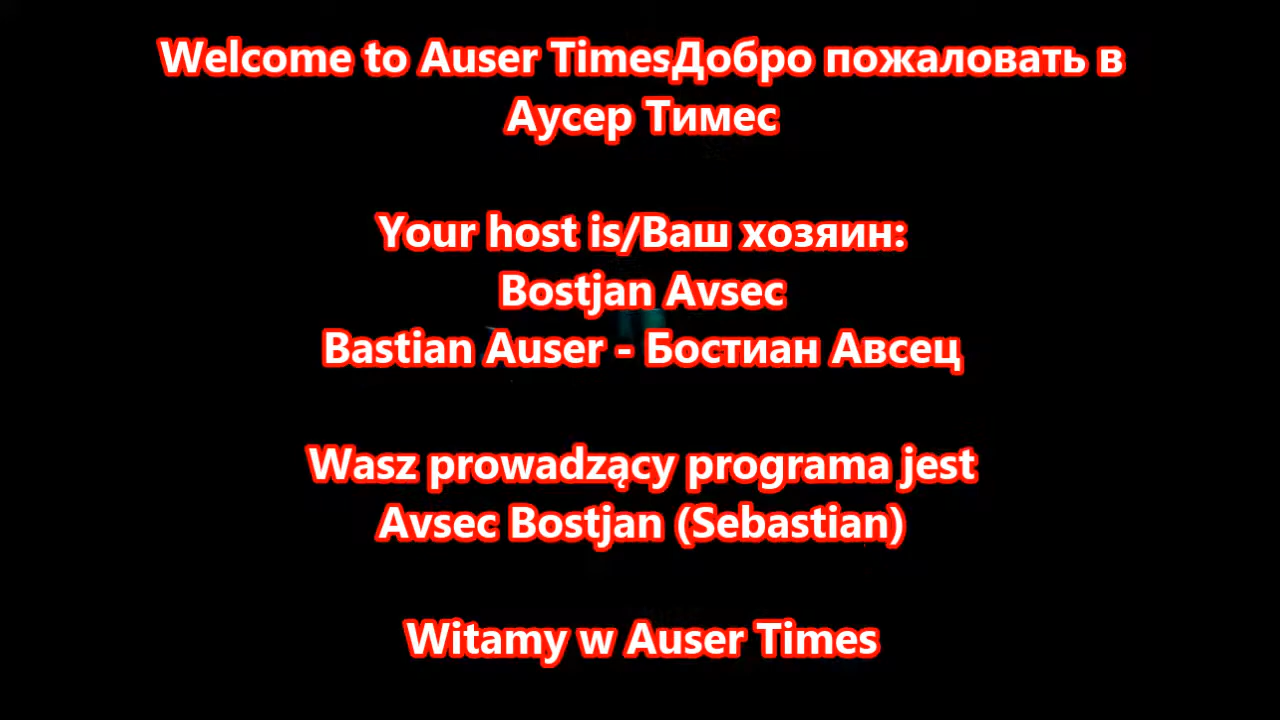 Welcome to Auser TimesДобро пожаловать в
Аусер Тимес
Your host is/Ваш хозяин:
Bostjan Avsec
Bastian Auser - Бостиан Авсец
Wasz prowadzący programa jest
Avsec Bostjan (Sebastian)
Witamy w Auser Times